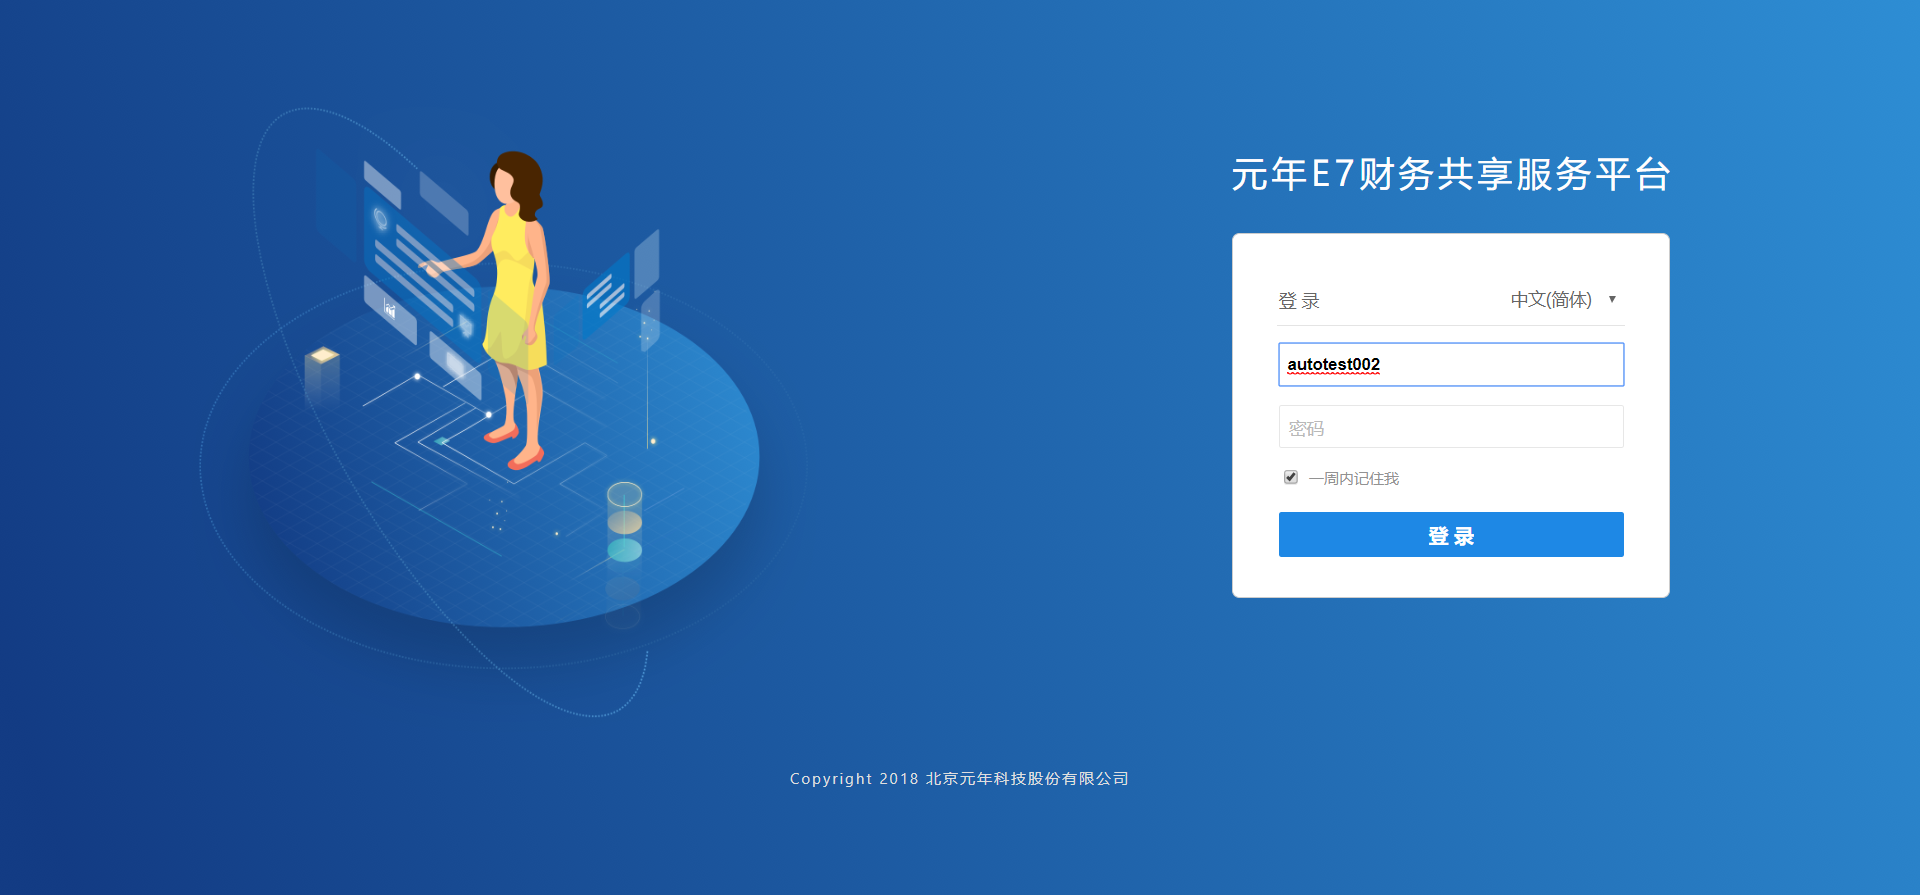 元年E7财务共享服务平台
登 录
中文(简体) ▼
autotest002
密码
一周内记住我
登 录
Copyright 2018 北京元年科技股份有限公司